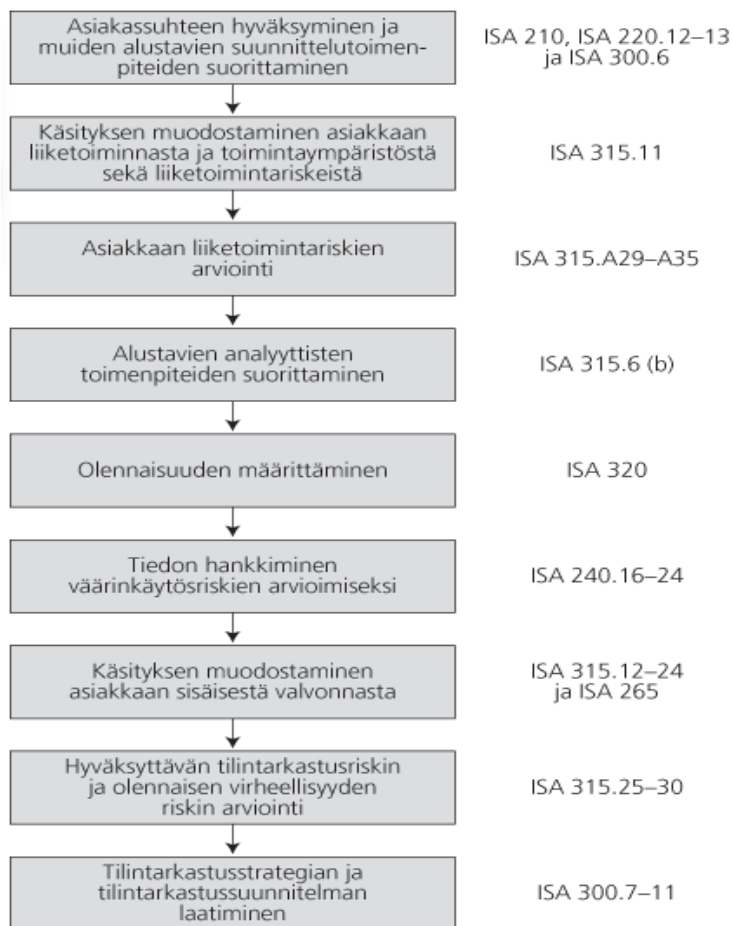 Asiakassuhteen hyväksyminen ja
muiden alustavien suunnittelutoimen-
piteiden suorittaminen
ISA 210, ISA 220.12–13
ja ISA 300.6
Käsityksen muodostaminen asiakkaan
liiketoiminnasta ja toimintaympäristöstä
sekä liiketoimintariskeistä
ISA 315.11
Asiakkaan liiketoimintariskien
arviointi
ISA 315.A29–A35
Alustavien analyyttisten
toimenpiteiden suorittaminen
ISA 315.6 (b)
Olennaisuuden määrittäminen
ISA 320
Tiedon hankkiminen
väärinkäytösriskien arvioimiseksi
ISA 240.16–24
Käsityksen muodostaminen
asiakkaan sisäisestä valvonnasta
ISA 315.12–24
ja ISA 265
Hyväksyttävän tilintarkastusriskin
ja olennaisen virheellisyyden
riskin arviointi
ISA 315.25–30
Tilintarkastusstrategian ja
tilintarkastussuunnitelman
laatiminen
ISA 300.7–11